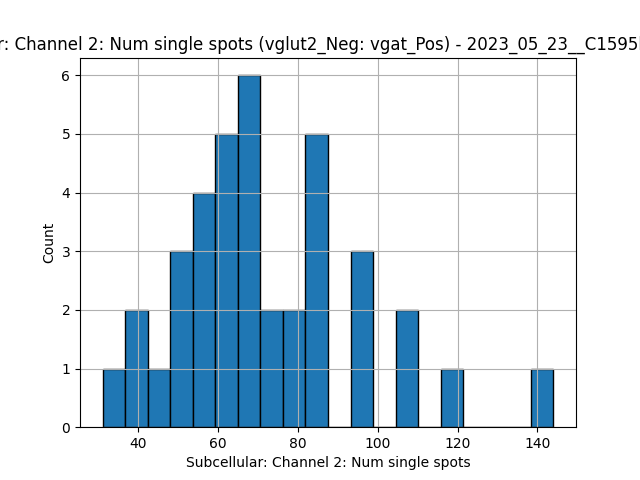 r: Channel 2: Num single spots (vglut2_Neg: vgat_Pos) - 2023_05_23__C1595
6
5
4
3
2
1
0
Count
40 60 80 100 120 140
Subcellular: Channel 2: Num single spots